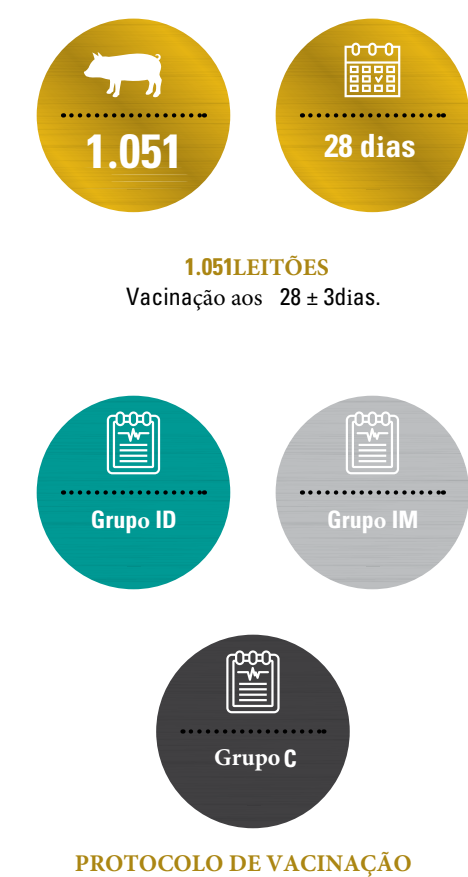 1.051
28 dias
1.051LEITÕES
Vacinação aos 28 ± 3dias.
Grupo ID
Grupo IM
Grupo C
PROTOCOLO DE VACINAÇÃO